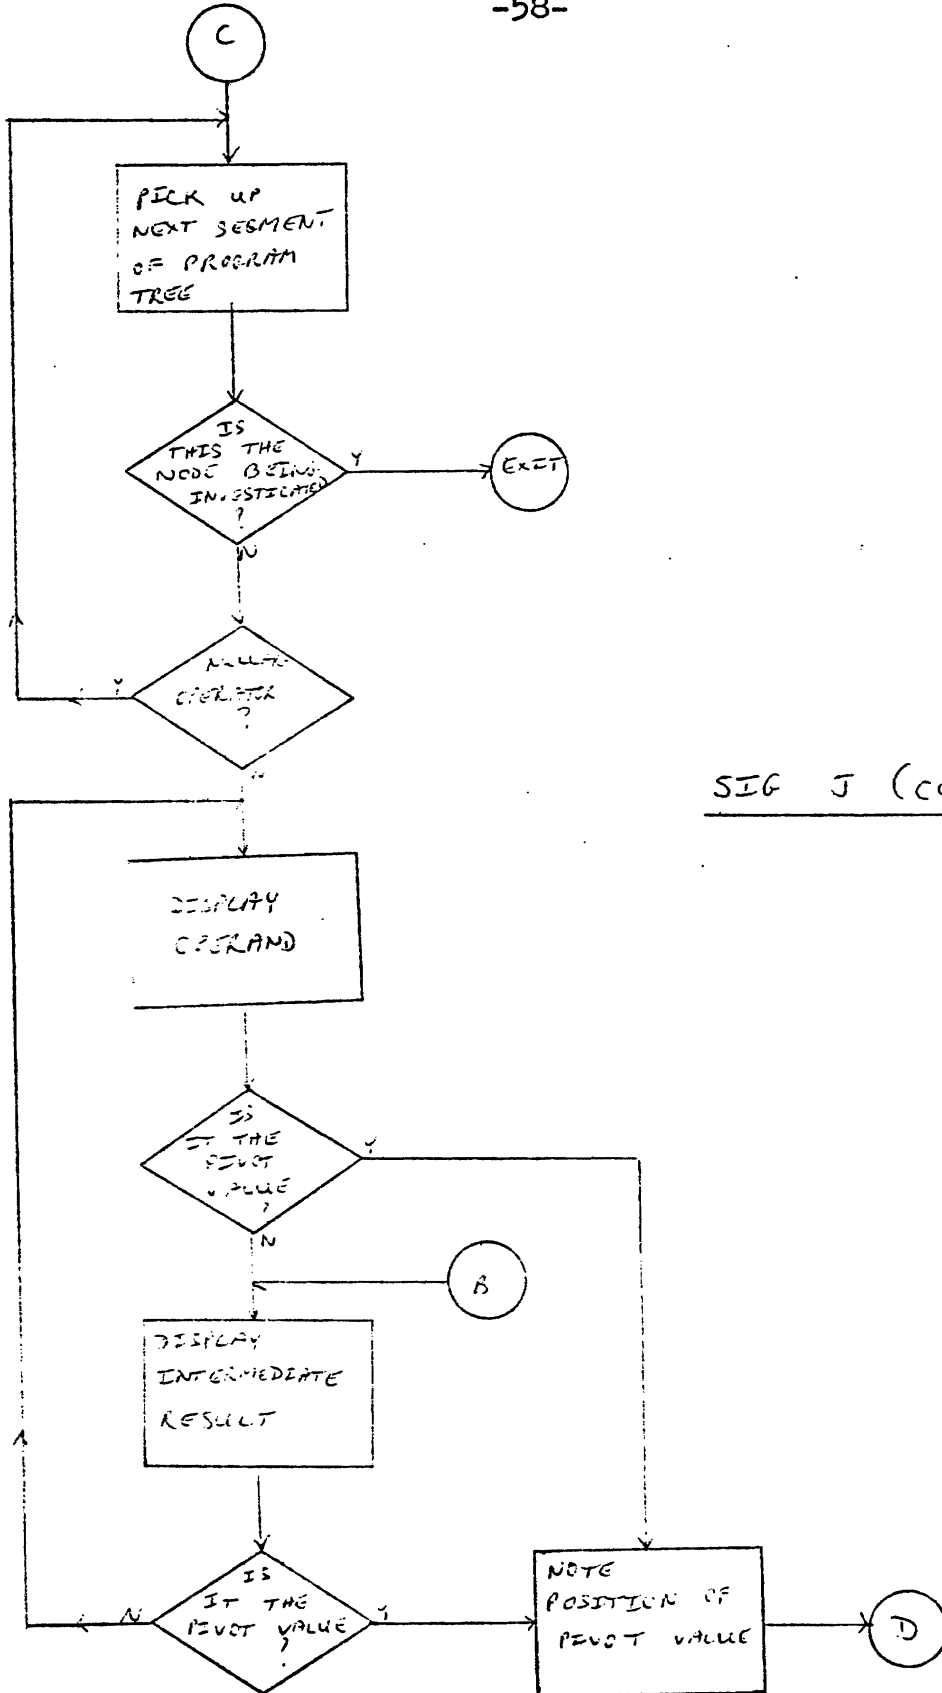 -58-
C
PICK UP
NEXT SEGMENT
OF PROGRAM
TREE
IS
THIS THE
NODE BEING
INVESTIGATED
?
Y
EXIT
N
OPERATOR
?
Y
N
SIG J (CO
DISPLAY
OPERAND
IS
IT THE
PIVOT
VALUE
?
Y
N
B
DISPLAY
INTERMEDIATE
RESULT
IS
IT THE
PIVOT VALUE
?
N
Y
NOTE
POSITION OF
PIVOT VALUE
D